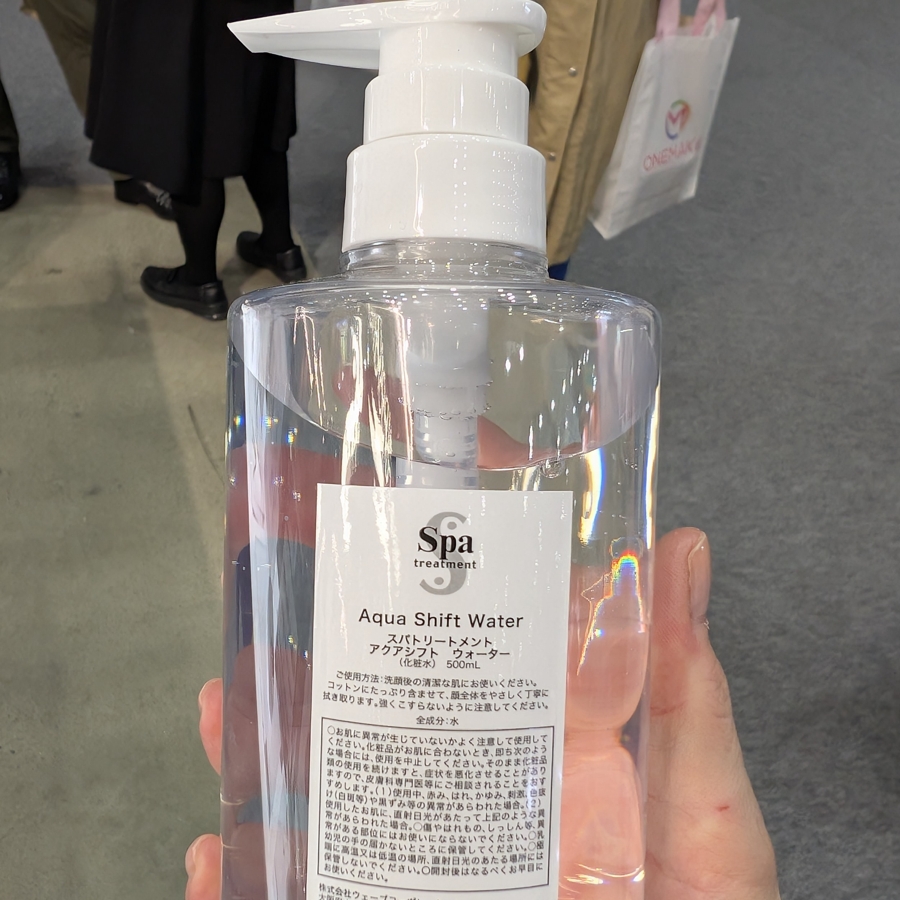 ONEMAKE
S
Spa
treatment
Aqua Shift Water
スパトリートメント
アクアシフト　ウォーター
(化粧水)　500mL
ご使用方法:洗顔後の清潔な肌にお使いください。
コットンにたっぷり含ませて、顔全体をやさしく丁寧に
拭き取ります。強くこすらないように注意してください。
全成分:水
○お肌に異常が生じていないかよく注意して使用して
ください。化粧品がお肌に合わないとき、即ち次のよう
な場合には、使用を中止してください。そのまま化粧品
類の使用を続けますと、症状を悪化させることがあり
ますので、皮膚科専門医等にご相談されることをおす
すめします。(1)使用中、赤み、はれ、かゆみ、刺激、色抜
け(白斑等)や黒ずみ等の異常があらわれた場合。(2)
使用したお肌に、直射日光があたって上記のような異
常があらわれた場合。○傷やはれもの、しっしん等、異
常がある部位にはお使いにならないでください。○乳
幼児の手の届かないところに保管してください。○極
端に高温又は低温の場所、直射日光のあたる場所には
保管しないでください。○開封後はなるべくお早目に
お使いください。
株式会社ウェーブコー